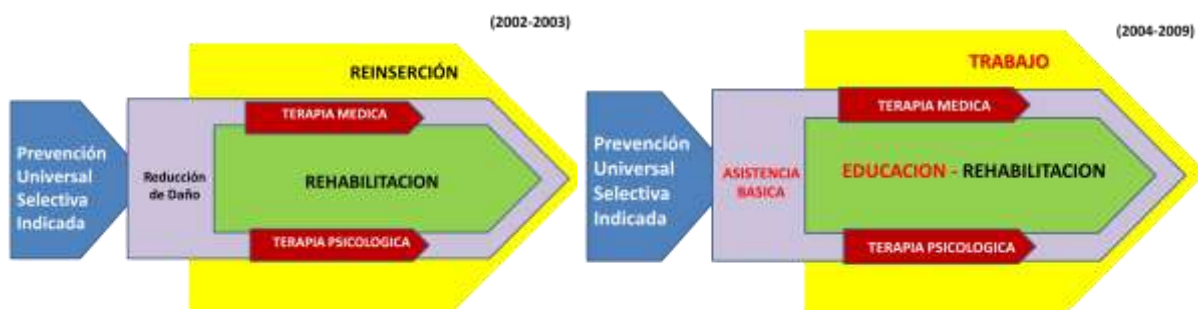 (2002-2003)
REINSERCIÓN
TERAPIA MEDICA
Prevención
Universal
Selectiva
Indicada
Reducción
de Daño
REHABILITACION
TERAPIA PSICOLOGICA
(2004-2009)
TRABAJO
TERAPIA MEDICA
Prevención
Universal
Selectiva
Indicada
ASISTENCIA
BASICA
EDUCACION - REHABILITACION
TERAPIA PSICOLOGICA